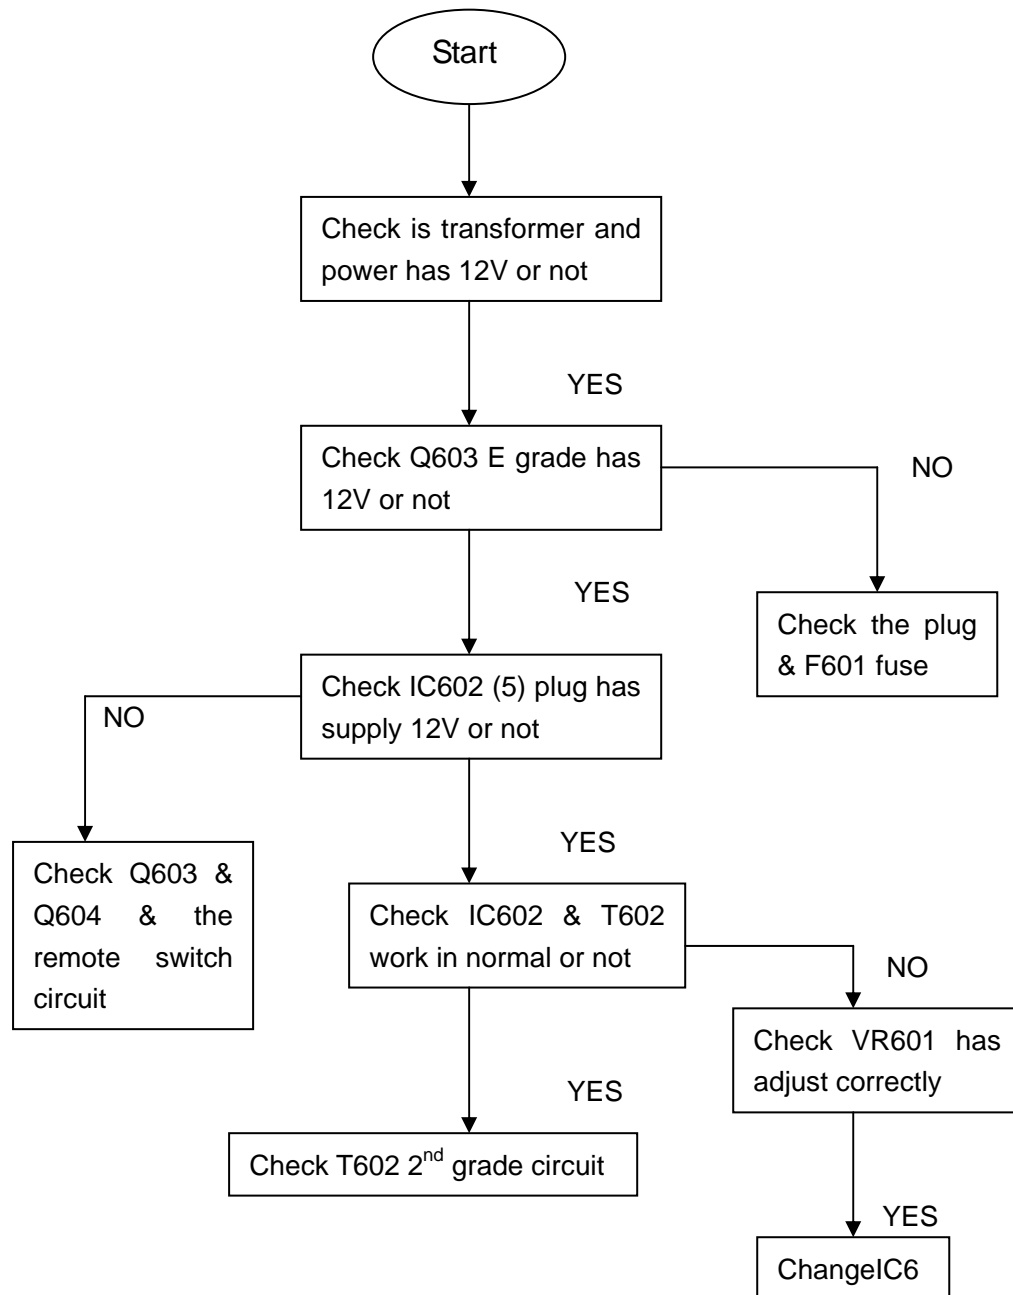 Start
Check is transformer and
power has 12V or not
YES
Check Q603 E grade has
12V or not
NO
YES
Check the plug
& F601 fuse
Check IC602 (5) plug has
supply 12V or not
NO
YES
Check Q603 &
Q604 & the
remote switch
circuit
Check IC602 & T602
work in normal or not
NO
Check VR601 has
adjust correctly
YES
Check T602 2nd grade circuit
YES
ChangeIC6